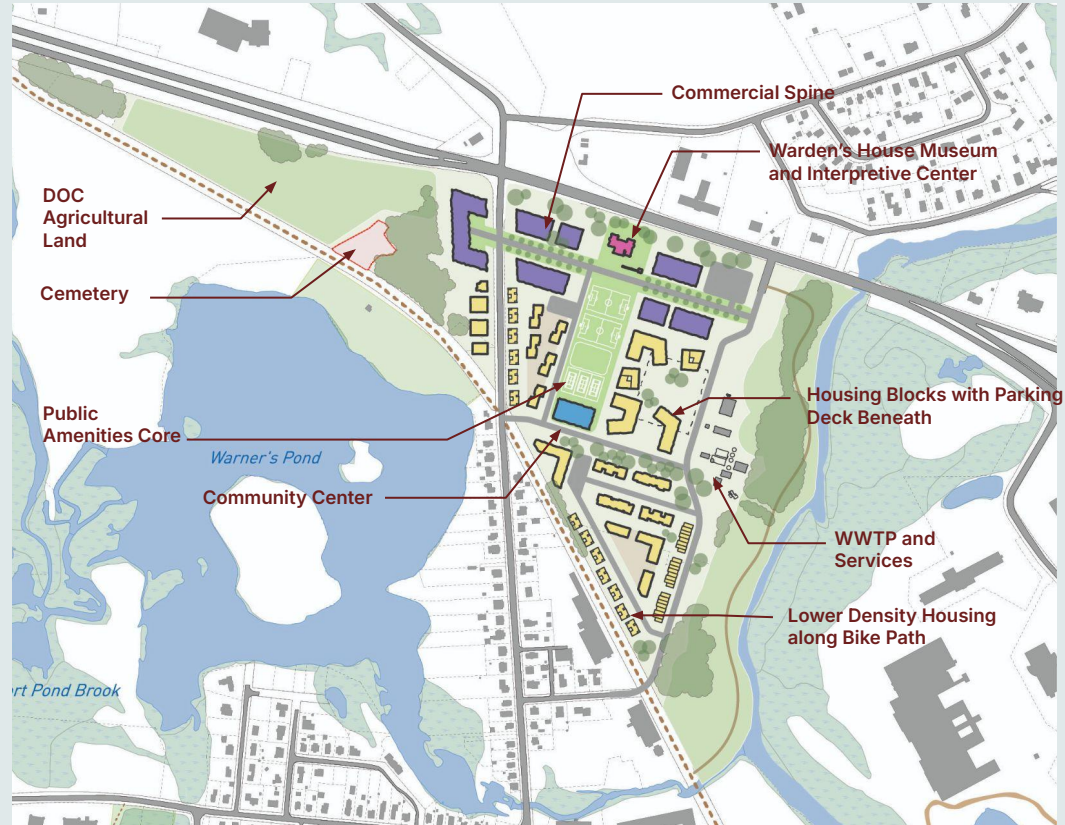 Commercial Spine
Warden's House Museum
and Interpretive Center
DOC
Agricultural
Land
Cemetery
Housing Blocks with Parking
Deck Beneath
Public
Amenities Core
Warner's Pond
Community Center
WWTP and
Services
Lower Density Housing
along Bike Path
ort Pond Brook